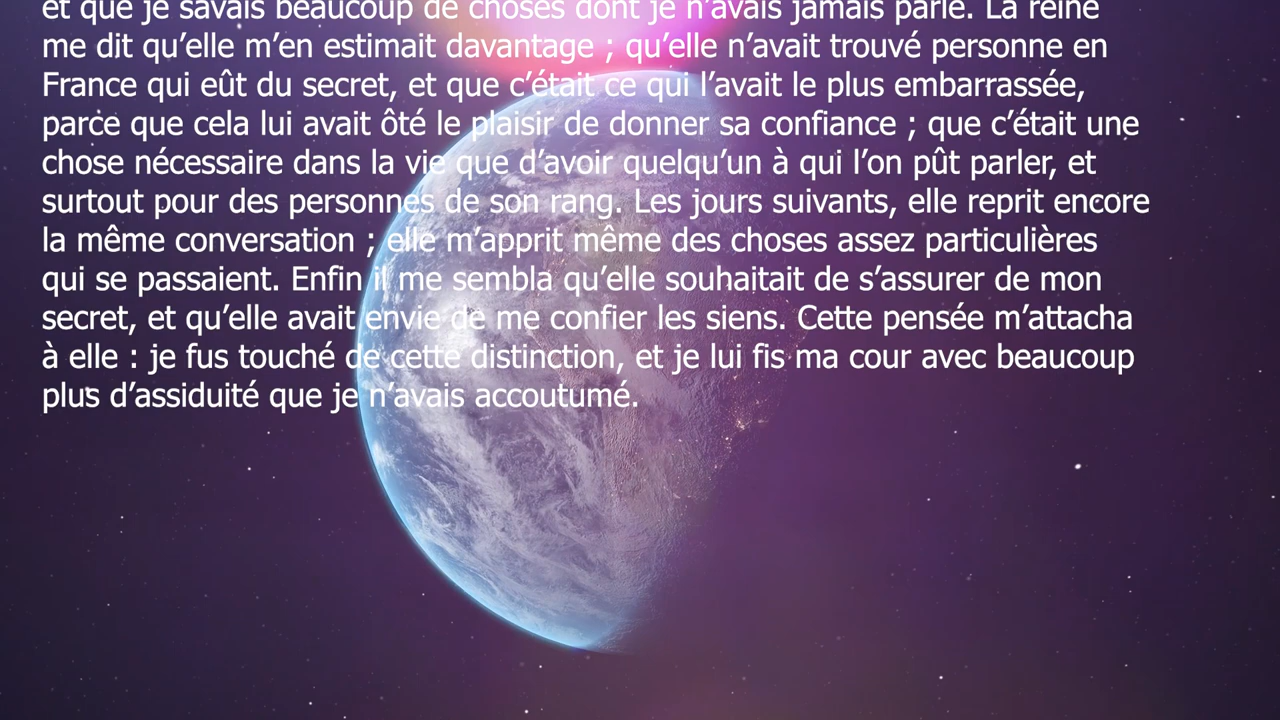 et que je savais beaucoup de choses dont je n’avais jamais parlé. La reine
me dit qu’elle m’en estimait davantage ; qu’elle n’avait trouvé personne en
France qui eût du secret, et que c’était ce qui l’avait le plus embarrassée,
parce que cela lui avait ôté le plaisir de donner sa confiance ; que c’était une
chose nécessaire dans la vie que d’avoir quelqu’un à qui l’on pût parler, et
surtout pour des personnes de son rang. Les jours suivants, elle reprit encore
la même conversation ; elle m’apprit même des choses assez particulières
qui se passaient. Enfin il me sembla qu’elle souhaitait de s’assurer de mon
secret, et qu’elle avait envie de me confier les siens. Cette pensée m’attacha
à elle : je fus touché de cette distinction, et je lui fis ma cour avec beaucoup
plus d’assiduité que je n’avais accoutumé.